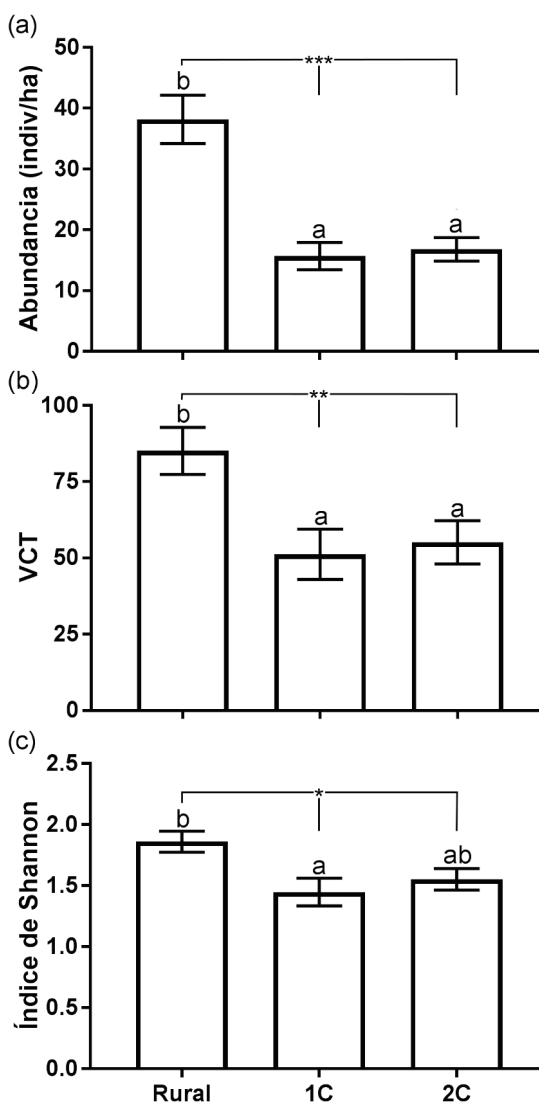 (a)
Abundancia (indiv/ha)
50
40
30
20
10
0
***
b
a
a
(b)
VCT
100
75
50
25
0
**
b
a
a
(c)
Índice de Shannon
2.5
2.0
1.5
1.0
0.5
0.0
*
b
a
ab
Rural 1C 2C